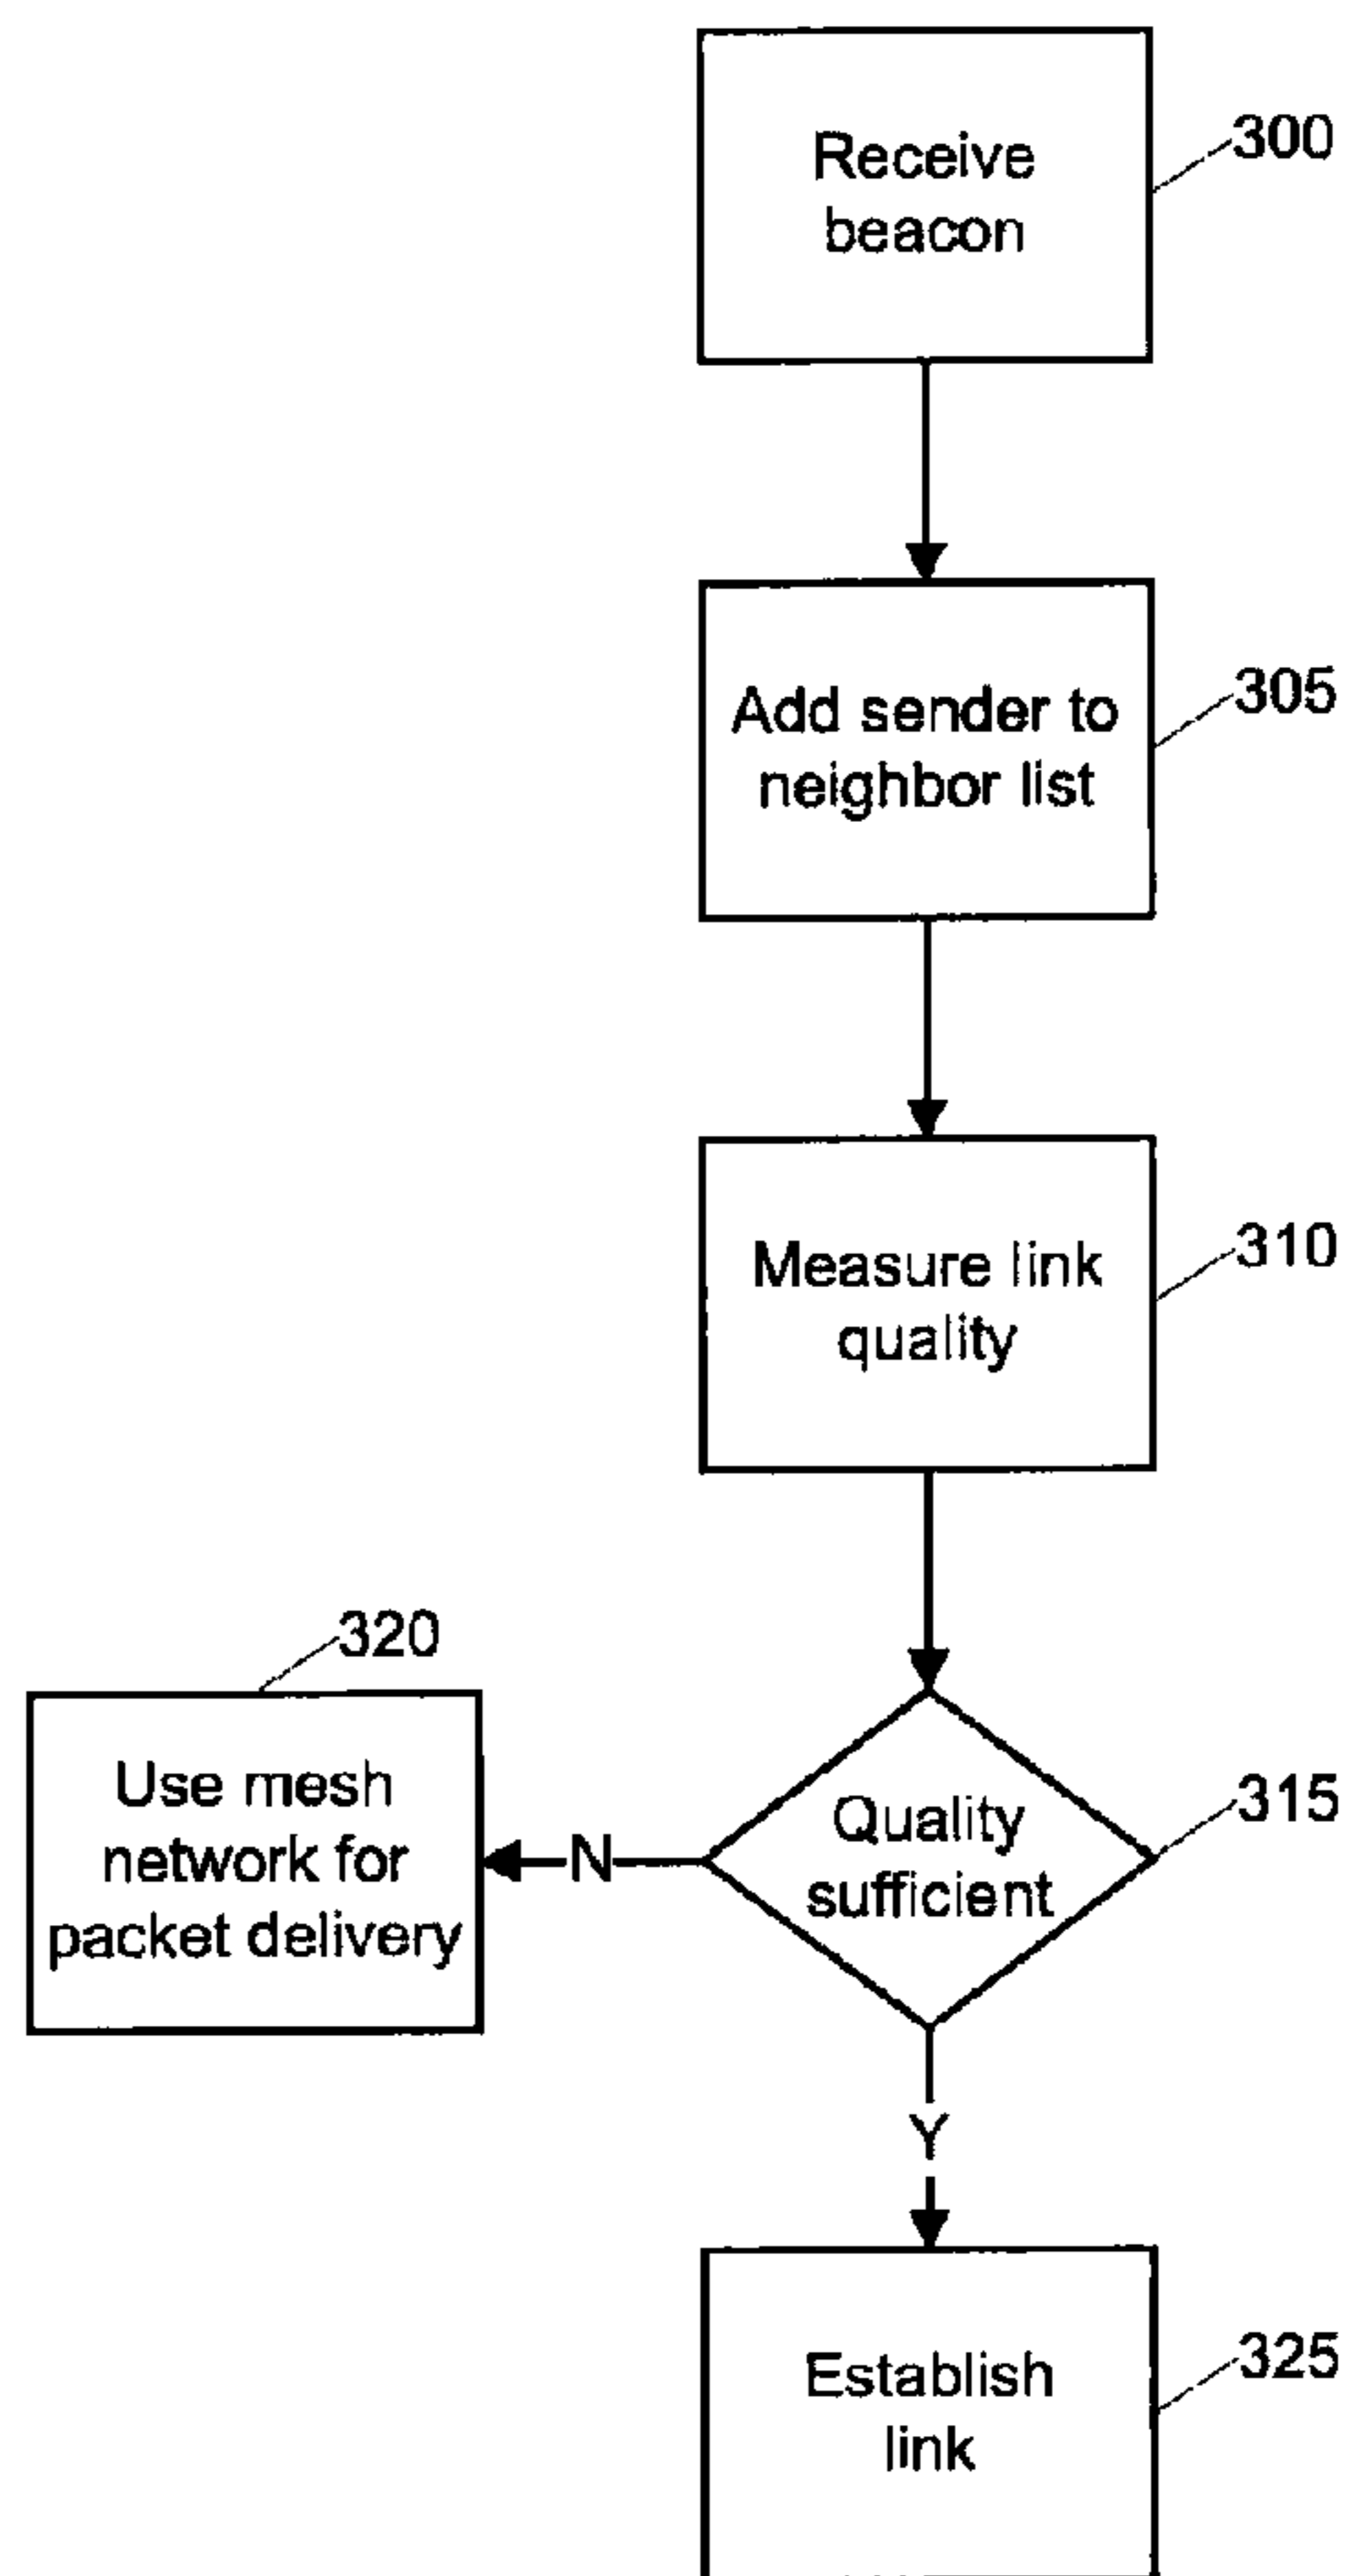 Receive
beacon
300
Add sender to
neighbor list
305
Measure link
quality
310
320
Use mesh
network for
packet delivery
N
Quality
sufficient
315
Y
Establish
link
325